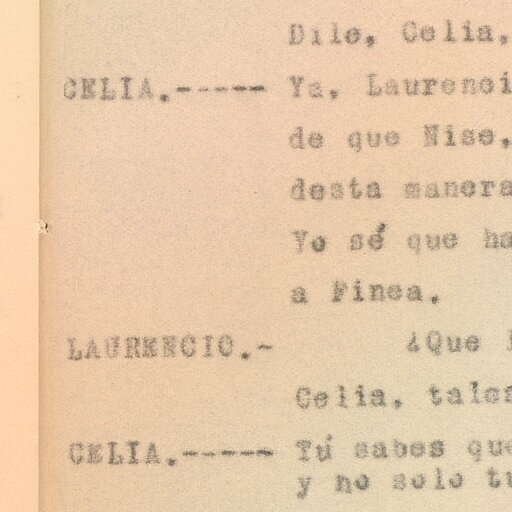 Dile, Celia,
CELIA.----- Ya, Laurenci
de que Nise,
desta manera
Yo sé que ha
a Finea.
LAURENCIO.- ¿Que
Celia, tales
CELIA.----- Tú sabes que
y no solo tu